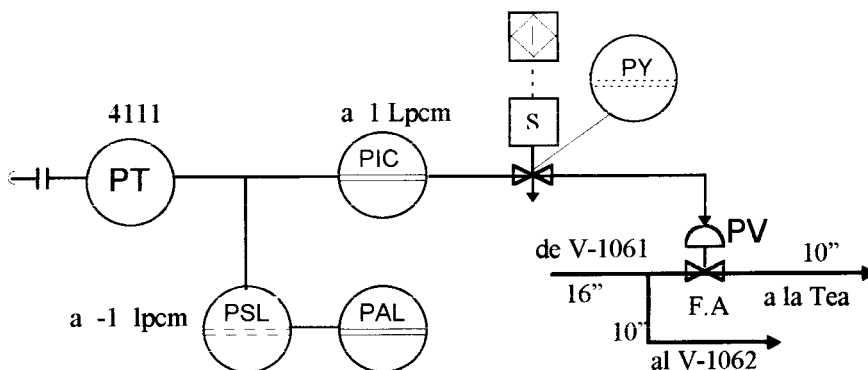 I
PY
4111
a 1 Lpcm
S
PT
PIC
PV
de V-1061
10”
16”
F.A
a la Tea
a -1 lpcm
PSL
PAL
10”
al V-1062